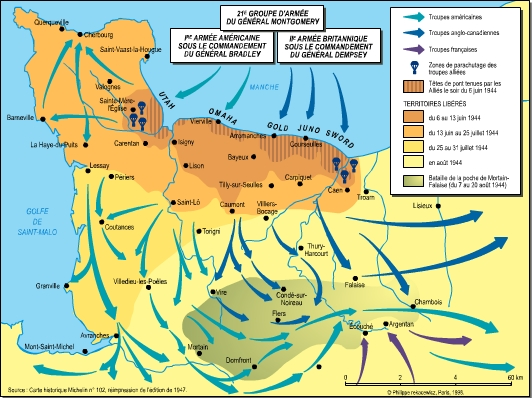 21e GROUPE D'ARMÉE
DU GÉNÉRAL MONTGOMERY
Ire ARMÉE AMÉRICAINE
SOUS LE COMMANDEMENT
DU GÉNÉRAL BRADLEY
IIe ARMÉE BRITANNIQUE
SOUS LE COMMANDEMENT
DU GÉNÉRAL DEMPSEY
Troupes américaines
Troupes anglo-canadiennes
Troupes françaises
Zones de parachutage des
troupes alliées
Têtes de pont tenues par les
Alliés le soir du 6 juin 1944
TERRITOIRES LIBÉRÉS
du 6 au 13 juin 1944
du 13 juin au 25 juillet 1944
du 25 au 31 juillet 1944
en août 1944
Bataille de la poche de Mortain-
Falaise (du 7 au 20 août 1944)
Querqueville
Cherbourg
Saint-Vaast-la-Hougue
MANCHE
Valognes
Sainte-Mère-
l'Église
UTAH
OMAHA
GOLD
JUNO
SWORD
Barneville
Vierville
Arromanches
Courseulles
La Haye-du-Puits
Carentan
Isigny
Bayeux
Lessay
Lison
Périers
Tilly-sur-Seulles
Corpiquet
Caen
Troarn
Saint-Lô
Caumont
Villiers-
Bocage
Lisieux
GOLFE
DE
SAINT-MALO
Coutances
Torigni
Thury-
Harcourt
Granville
Villedieu-les-Poêles
Vire
Condé-sur-
Noireau
Falaise
Chambois
Flers
Écouché
Argentan
Avranches
Mont-Saint-Michel
Mortain
Domfront
0
60 km
Source : Carte historique Michelin n° 102, réimpression de l'édition de 1947.
© Philippe rekacewicz, Paris, 1998.